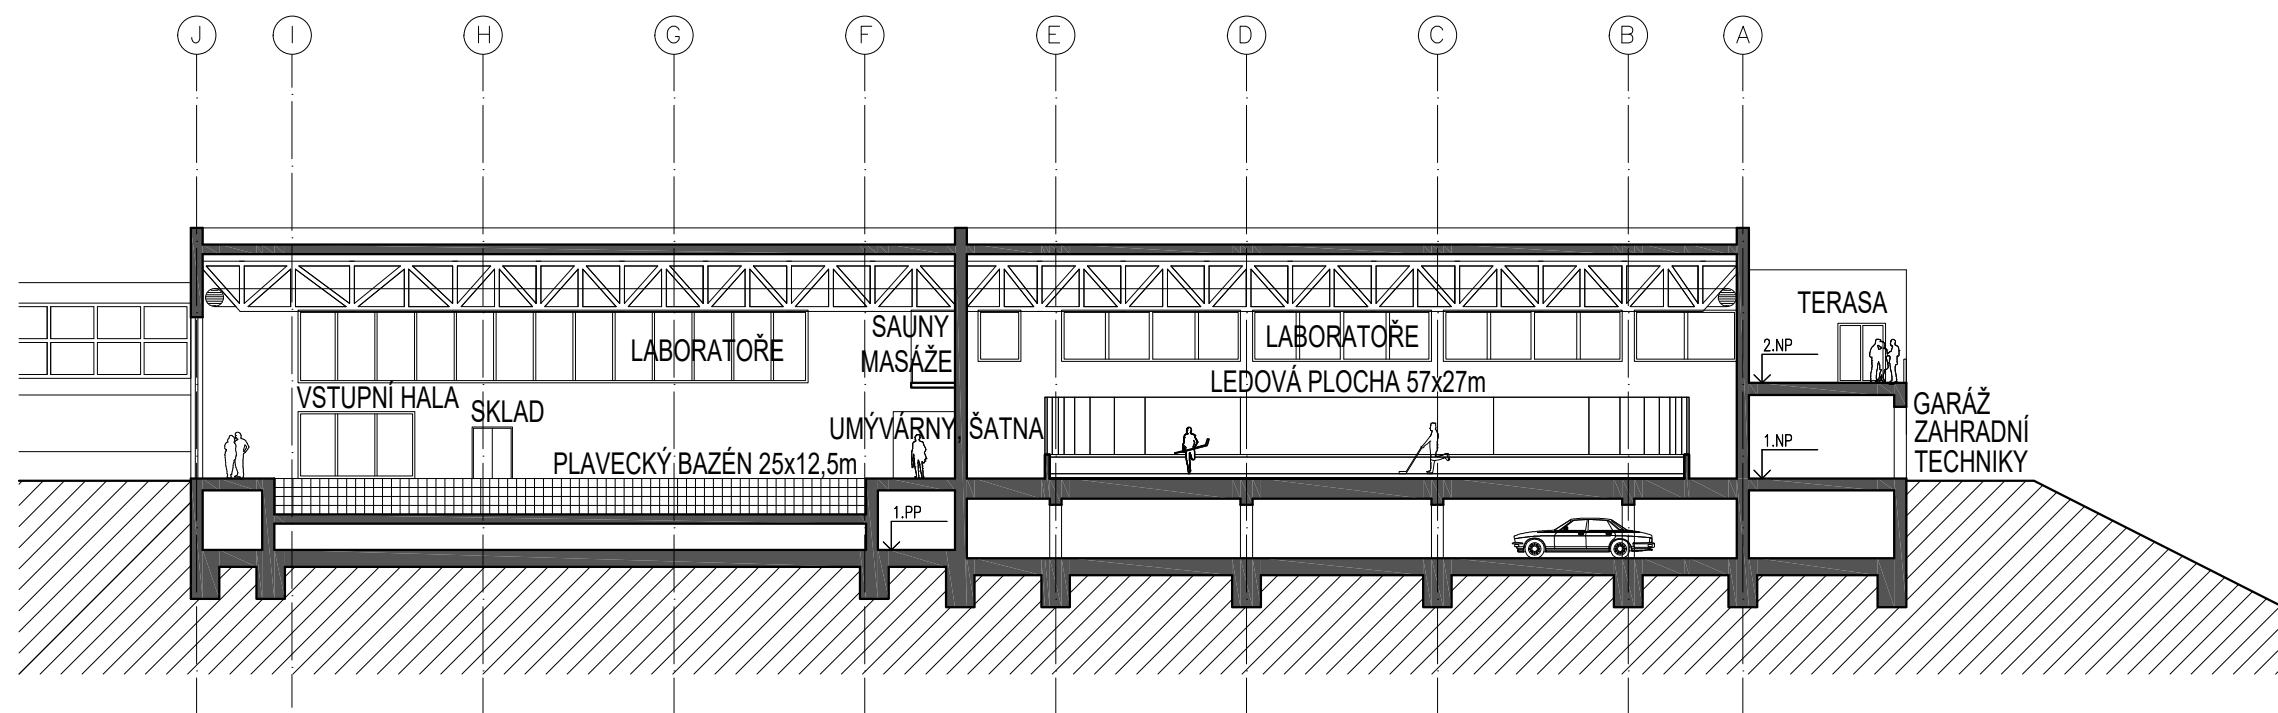 J
I
H
G
F
E
D
C
B
A
TERASA
SAUNY
MASÁŽE
LABORATOŘE
LABORATOŘE
2.NP
LEDOVÁ PLOCHA 57x27m
VSTUPNÍ HALA
SKLAD
UMÝVÁRNY, ŠATNA
GARÁŽ
ZAHRADNÍ
TECHNIKY
1.NP
PLAVECKÝ BAZÉN 25x12,5m
1.PP